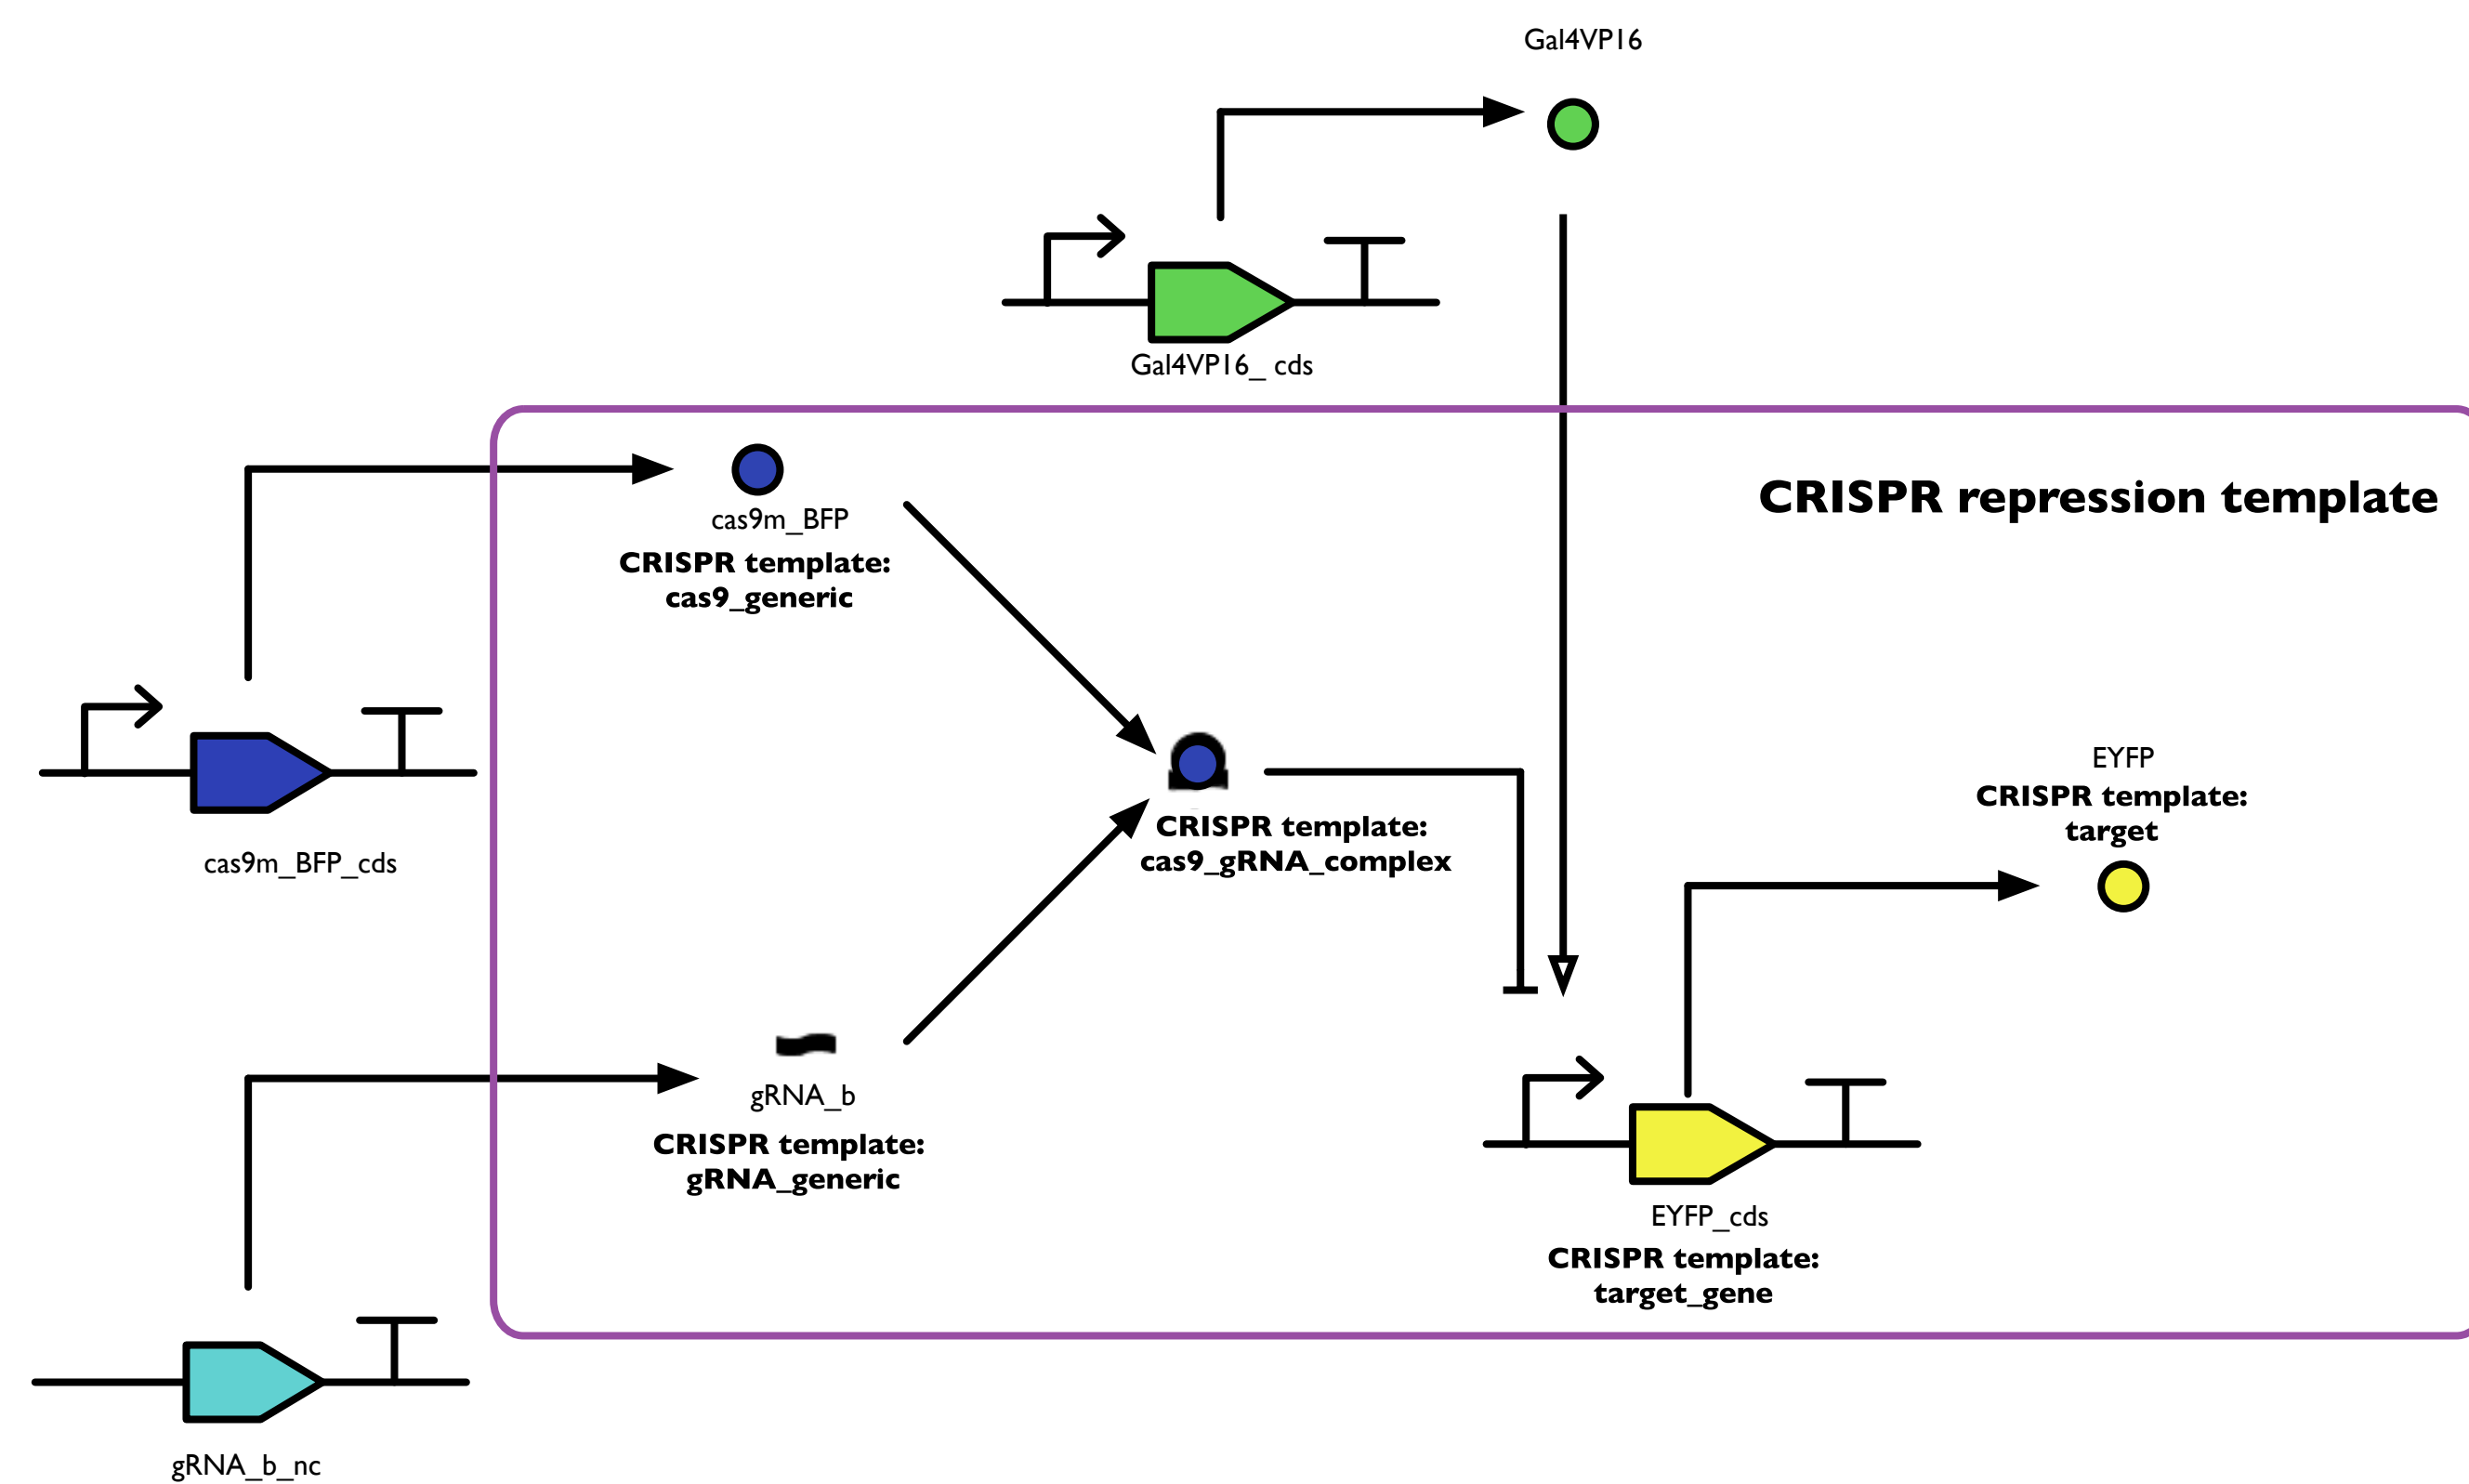 Gal4VP16
Gal4VP16_ cds
CRISPR repression template
cas9m_BFP
CRISPR template:
cas9_generic
EYFP
CRISPR template:
target
CRISPR template:
cas9_gRNA_complex
cas9m_BFP_cds
gRNA_b
CRISPR template:
gRNA_generic
EYFP_cds
CRISPR template:
target_gene
gRNA_b_nc